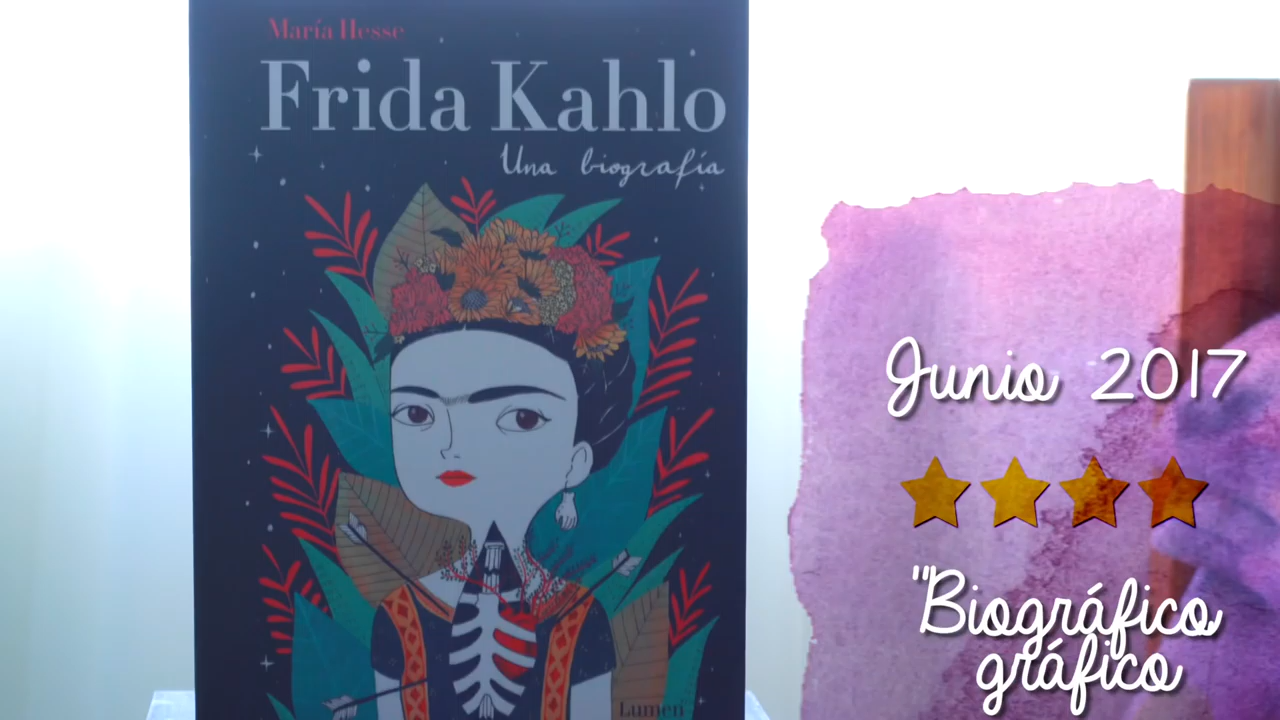 María Hesse
Frida Kahlo
Una biografía
Lumen
Junio 2017
"Biográfico,
gráfico